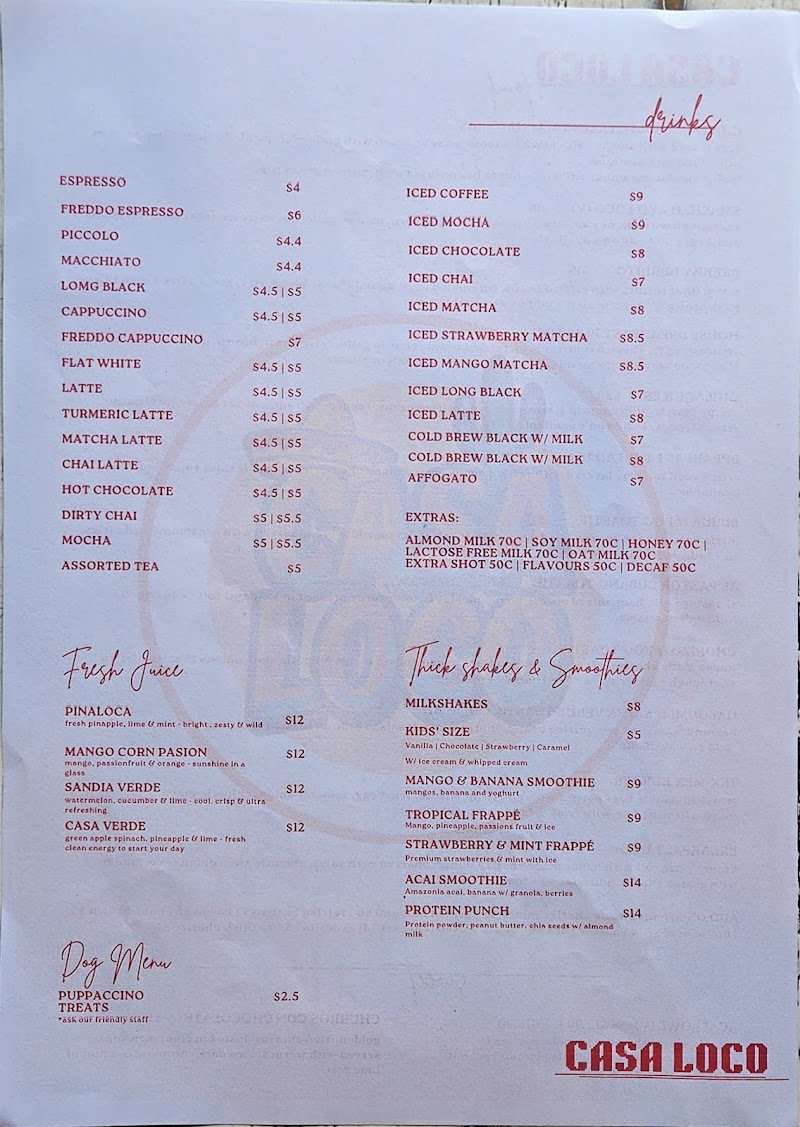 drinks
ESPRESSO $4
FREDDO ESPRESSO $6
PICCOLO $4.4
MACCHIATO $4.4
LOMG BLACK $4.5 | $5
CAPPUCCINO $4.5 | $5
FREDDO CAPPUCCINO $7
FLAT WHITE $4.5 | $5
LATTE $4.5 | $5
TURMERIC LATTE $4.5 | $5
MATCHA LATTE $4.5 | $5
CHAI LATTE $4.5 | $5
HOT CHOCOLATE $4.5 | $5
DIRTY CHAI $5 | $5.5
MOCHA $5 | $5.5
ASSORTED TEA $5
ICED COFFEE $9
ICED MOCHA $9
ICED CHOCOLATE $8
ICED CHAI $7
ICED MATCHA $8
ICED STRAWBERRY MATCHA $8.5
ICED MANGO MATCHA $8.5
ICED LONG BLACK $7
ICED LATTE $8
COLD BREW BLACK W/ MILK $7
COLD BREW BLACK W/ MILK $8
AFFOGATO $7
EXTRAS:
ALMOND MILK 70C | SOY MILK 70C | HONEY 70C |
LACTOSE FREE MILK 70C | OAT MILK 70C
EXTRA SHOT 50C | FLAVOURS 50C | DECAF 50C
Fresh Juice
PINALOCA $12
fresh pinapple, lime & mint - bright , zesty & wild
MANGO CORN PASION $12
mango, passionfruit & orange - sunshine in a
glass
SANDIA VERDE $12
watermelon, cucumber & lime - cool, crisp & ultra
refreshing
CASA VERDE $12
green apple spinach, pineapple & lime - fresh
clean energy to start your day
Thick shakes & Smoothies
MILKSHAKES $8
KIDS' SIZE $5
Vanilla | Chocolate | Strawberry | Caramel
W/ ice cream & whipped cream
MANGO & BANANA SMOOTHIE $9
mangos, banana and yoghurt
TROPICAL FRAPPÉ $9
Mango, pineapple, passions fruit & ice
STRAWBERRY & MINT FRAPPÉ $9
Premium strawberries & mint with ice
ACAI SMOOTHIE $14
Amazonia acai, banana w/ granola, berries
PROTEIN PUNCH $14
Protein powder, peanut butter, chia seeds w/ almond
milk
Dog Menu
PUPPACCINO $2.5
TREATS
*ask our friendly staff
CASA LOCO
CASA LOCO